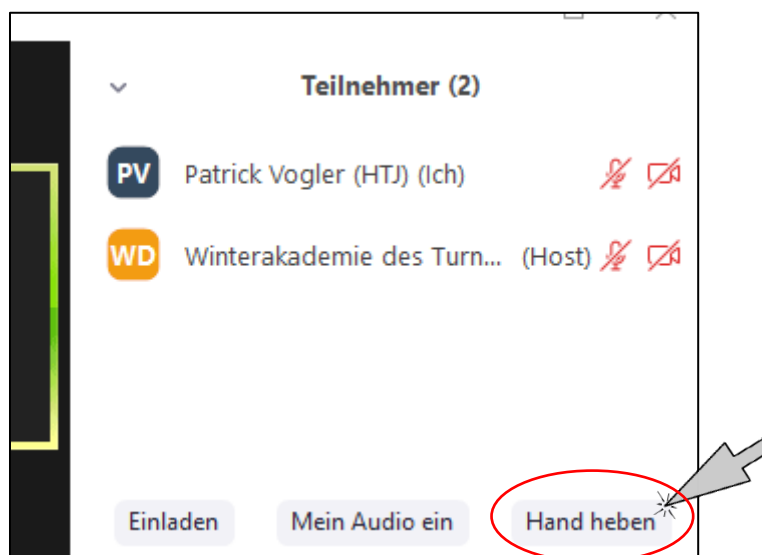 Teilnehmer (2)
PV Patrick Vogler (HTJ) (Ich)
WD Winterakademie des Turn... (Host)
Einladen Mein Audio ein Hand heben